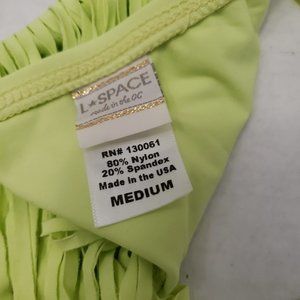 L★SPACE
made in the OC
RN# 130061
80% Nylon
20% Spandex
Made in the USA
MEDIUM